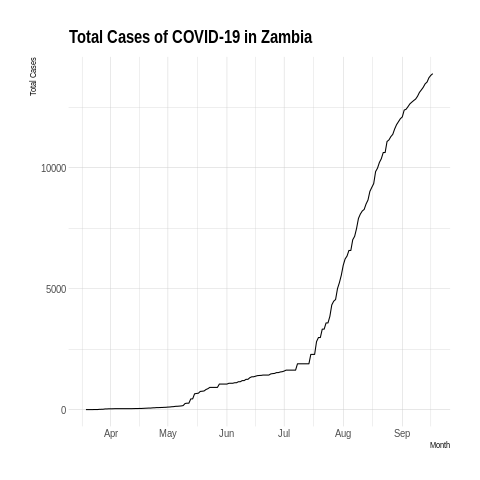 Total Cases of COVID-19 in Zambia
Total Cases
10000
5000
0
Apr May Jun Jul Aug Sep
Month